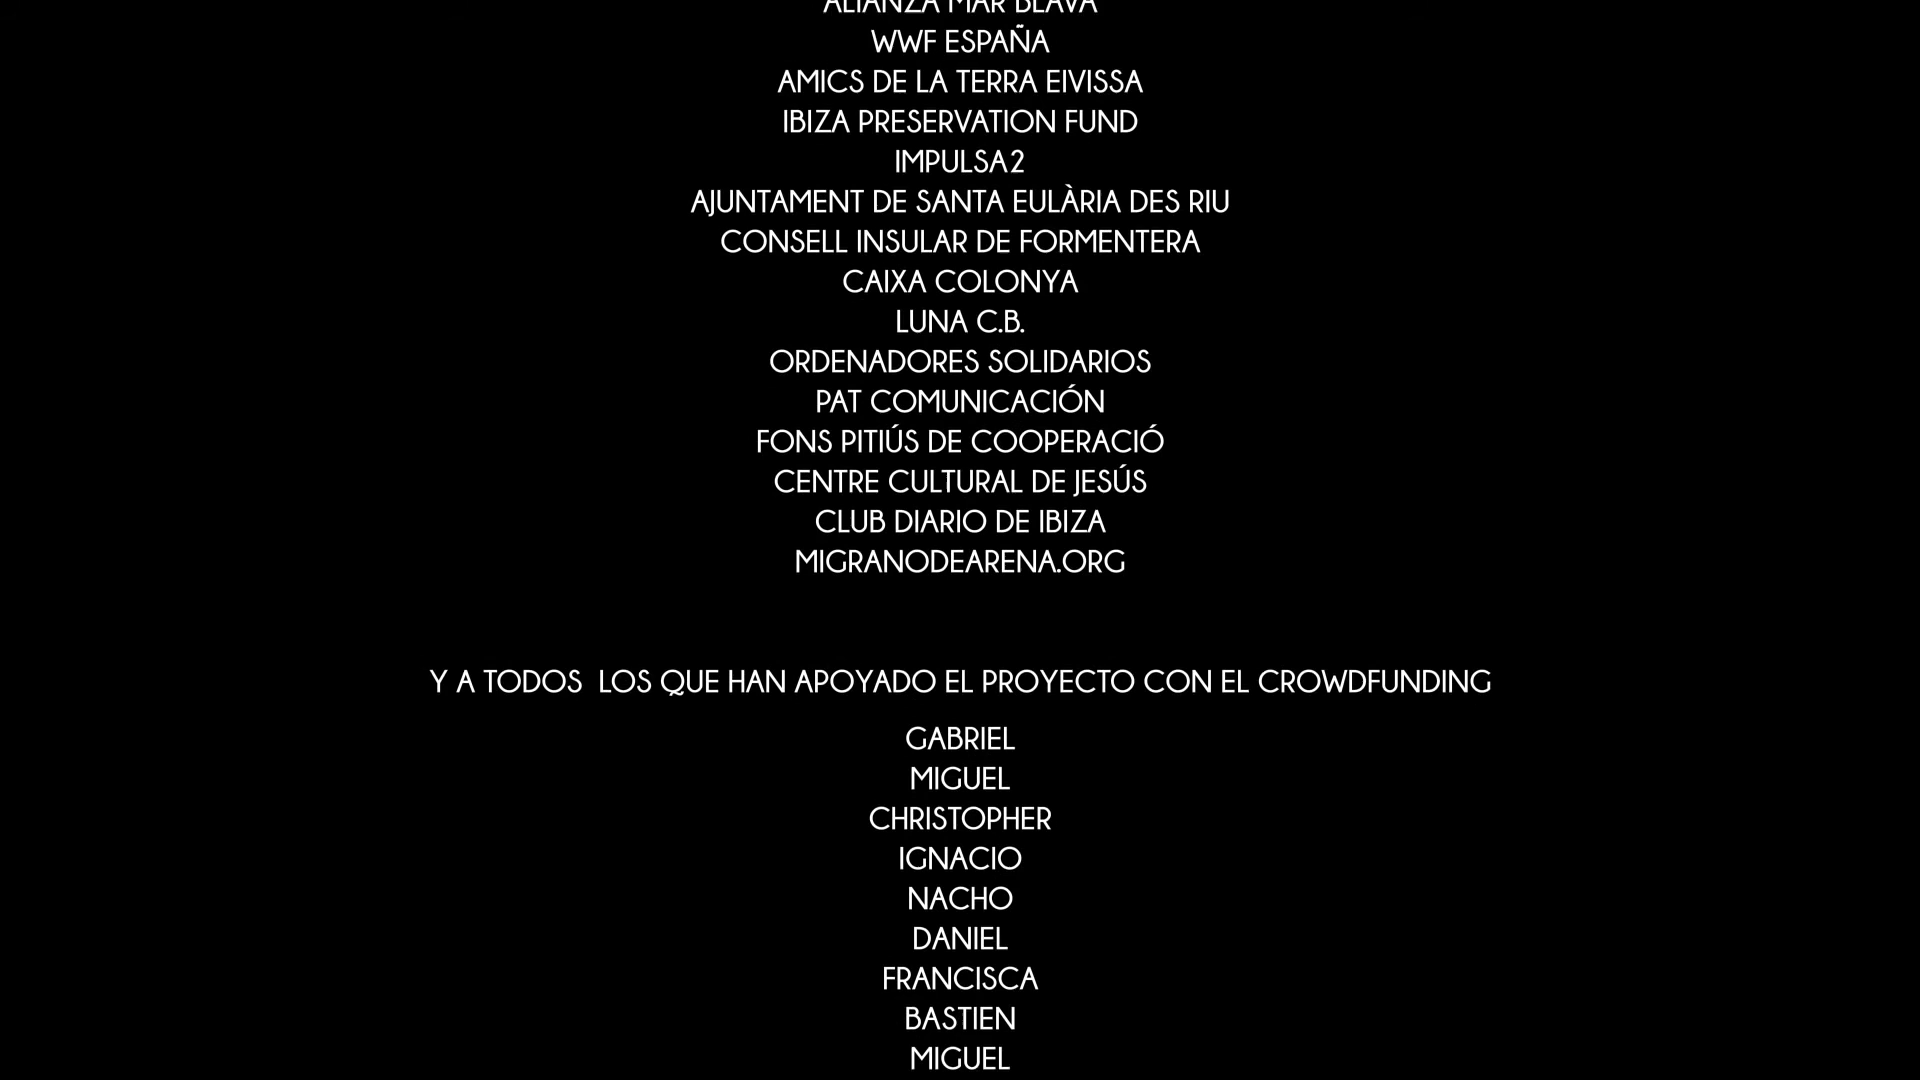 ALIANZA MAR BLAVA
WWF ESPAÑA
AMICS DE LA TERRA EIVISSA
IBIZA PRESERVATION FUND
IMPULSA2
AJUNTAMENT DE SANTA EULÀRIA DES RIU
CONSELL INSULAR DE FORMENTERA
CAIXA COLONYA
LUNA C.B.
ORDENADORES SOLIDARIOS
PAT COMUNICACIÓN
FONS PITIÚS DE COOPERACIÓ
CENTRE CULTURAL DE JESÚS
CLUB DIARIO DE IBIZA
MIGRANODEARENA.ORG
Y A TODOS  LOS QUE HAN APOYADO EL PROYECTO CON EL CROWDFUNDING
GABRIEL
MIGUEL
CHRISTOPHER
IGNACIO
NACHO
DANIEL
FRANCISCA
BASTIEN
MIGUEL